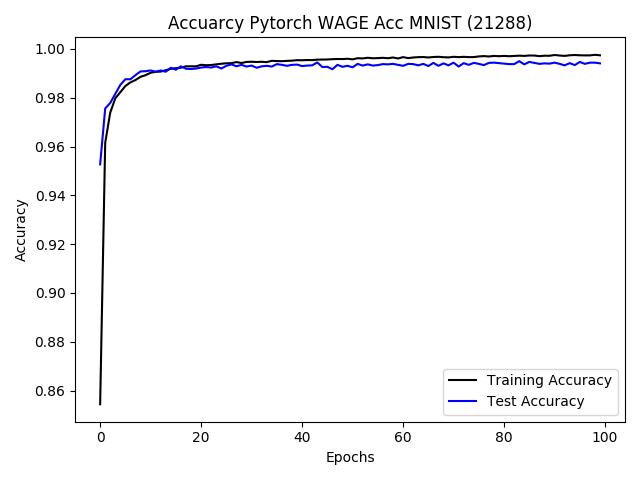 Accuarcy Pytorch WAGE Acc MNIST (21288)
Accuracy
1.00
0.98
0.96
0.94
0.92
0.90
0.88
0.86
Training Accuracy
Test Accuracy
0 20 40 60 80 100
Epochs